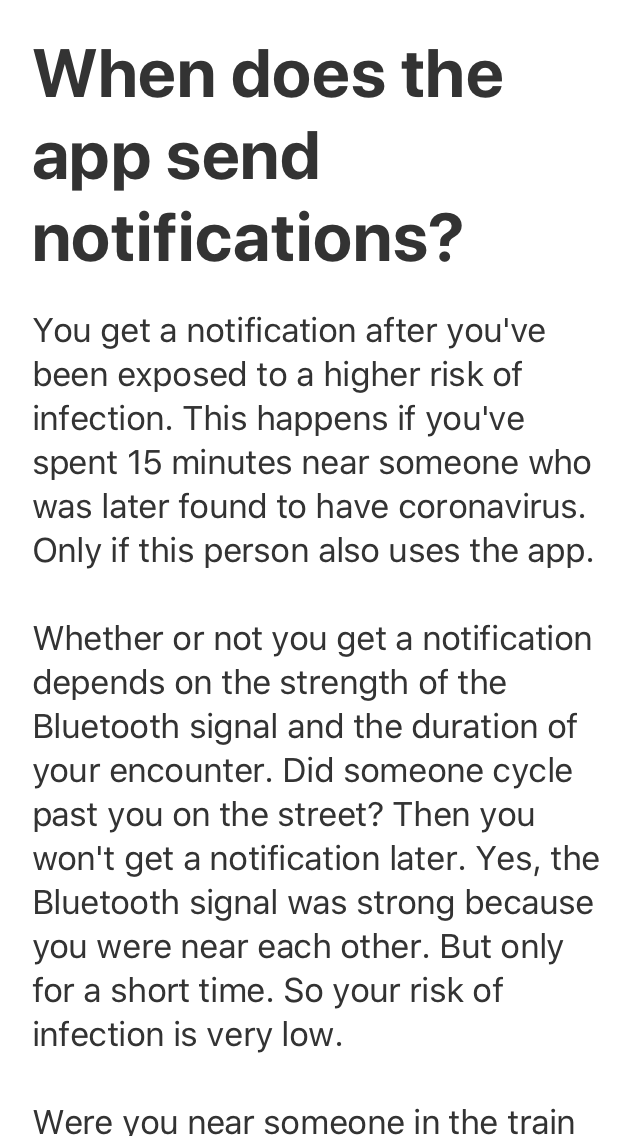 When does the
app send
notifications?
You get a notification after you've
been exposed to a higher risk of
infection. This happens if you've
spent 15 minutes near someone who
was later found to have coronavirus.
Only if this person also uses the app.
Whether or not you get a notification
depends on the strength of the
Bluetooth signal and the duration of
your encounter. Did someone cycle
past you on the street? Then you
won't get a notification later. Yes, the
Bluetooth signal was strong because
you were near each other. But only
for a short time. So your risk of
infection is very low.
Were you near someone in the train